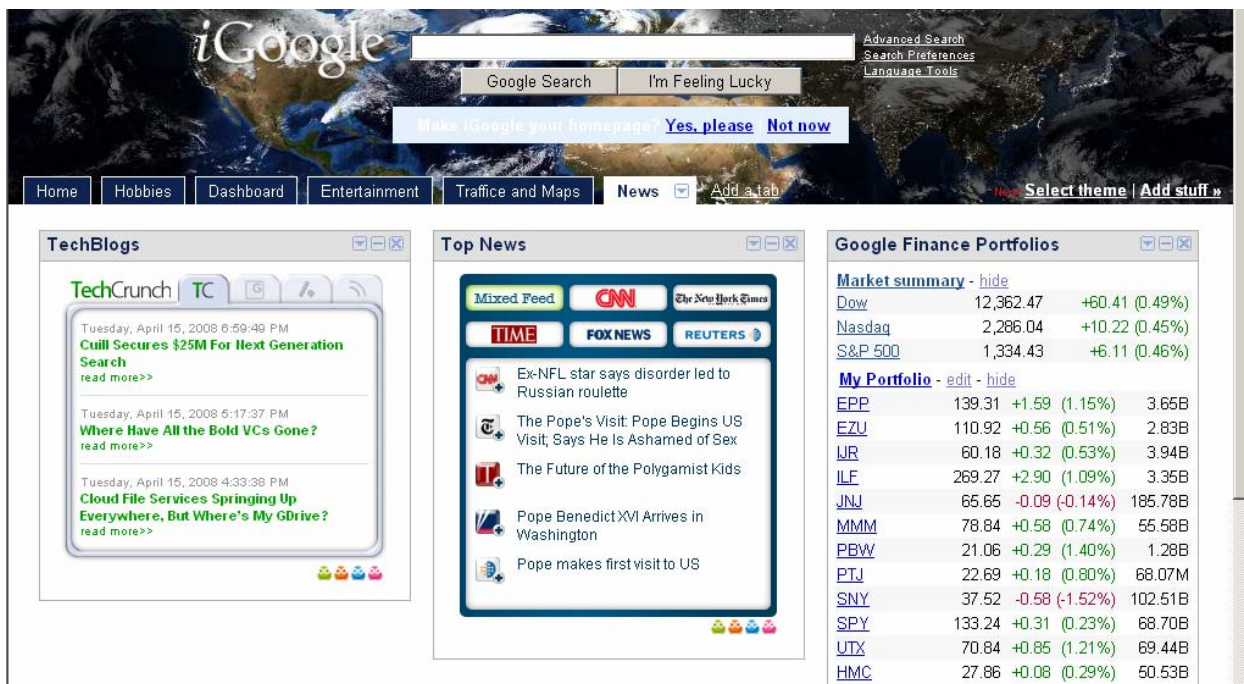 iGoogle
Advanced Search
Search Preferences
Language Tools
Google Search I'm Feeling Lucky
Make iGoogle your homepage? Yes, please | Not now
Home Hobbies Dashboard Entertainment Traffice and Maps News Add a tab
New! Select theme | Add stuff »
TechBlogs
TechCrunch TC
Tuesday, April 15, 2008 6:59:49 PM
Cuill Secures $25M For Next Generation
Search
read more>>
Tuesday, April 15, 2008 5:17:37 PM
Where Have All the Bold VCs Gone?
read more>>
Tuesday, April 15, 2008 4:33:38 PM
Cloud File Services Springing Up
Everywhere, But Where's My GDrive?
read more>>
Top News
Mixed Feed CNN The New York Times
TIME FOX NEWS REUTERS
Ex-NFL star says disorder led to
Russian roulette
The Pope's Visit: Pope Begins US
Visit; Says He Is Ashamed of Sex
The Future of the Polygamist Kids
Pope Benedict XVI Arrives in
Washington
Pope makes first visit to US
Google Finance Portfolios
Market summary - hide
Dow 12,362.47 +60.41 (0.49%)
Nasdaq 2,286.04 +10.22 (0.45%)
S&P 500 1,334.43 +6.11 (0.46%)
My Portfolio - edit - hide
EPP 139.31 +1.59 (1.15%) 3.65B
EZU 110.92 +0.56 (0.51%) 2.83B
IJR 60.18 +0.32 (0.53%) 3.94B
ILF 269.27 +2.90 (1.09%) 3.35B
JNJ 65.65 -0.09 (-0.14%) 185.78B
MMM 78.84 +0.58 (0.74%) 55.58B
PBW 21.06 +0.29 (1.40%) 1.28B
PTJ 22.69 +0.18 (0.80%) 68.07M
SNY 37.52 -0.58 (-1.52%) 102.51B
SPY 133.24 +0.31 (0.23%) 68.70B
UTX 70.84 +0.85 (1.21%) 69.44B
HMC 27.86 +0.08 (0.29%) 50.53B